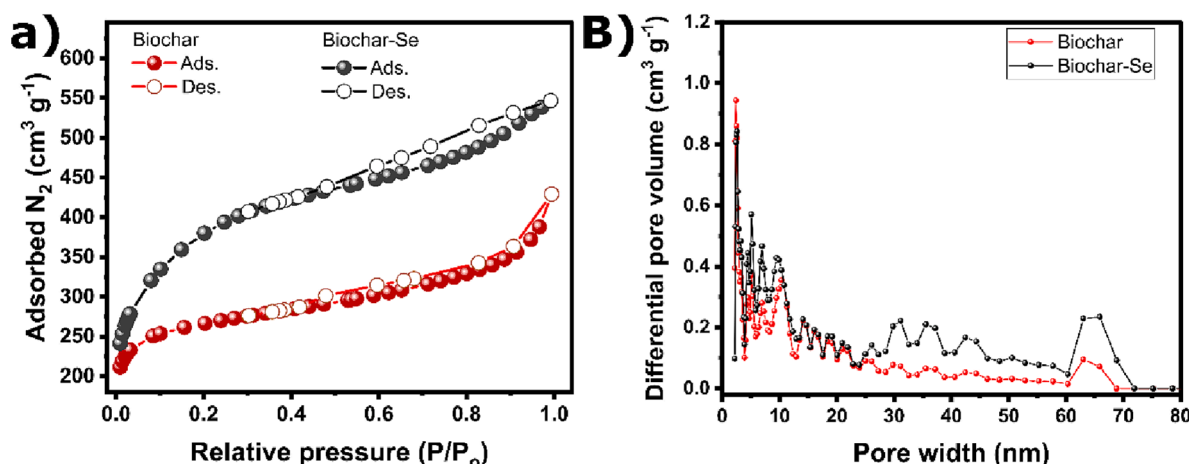 a)
Biochar
Biochar-Se
Ads.
Ads.
Des.
Des.
600
550
500
450
400
350
300
250
200
Adsorbed N₂ (cm³ g⁻¹)
0.0 0.2 0.4 0.6 0.8 1.0
Relative pressure (P/Pₒ)
B)
Biochar
Biochar-Se
1.2
1.0
0.8
0.6
0.4
0.2
0.0
Differential pore volume (cm³ g⁻¹)
0 10 20 30 40 50 60 70 80
Pore width (nm)